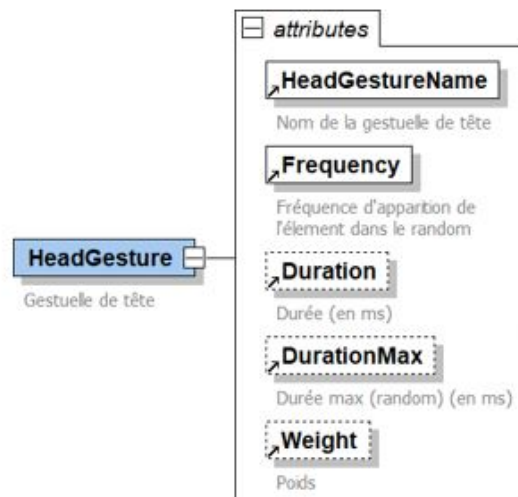 attributes
HeadGestureName
Nom de la gestuelle de tête
Frequency
Fréquence d'apparition de
l'élement dans le random
HeadGesture
Gestuelle de tête
Duration
Durée (en ms)
DurationMax
Durée max (random) (en ms)
Weight
Poids